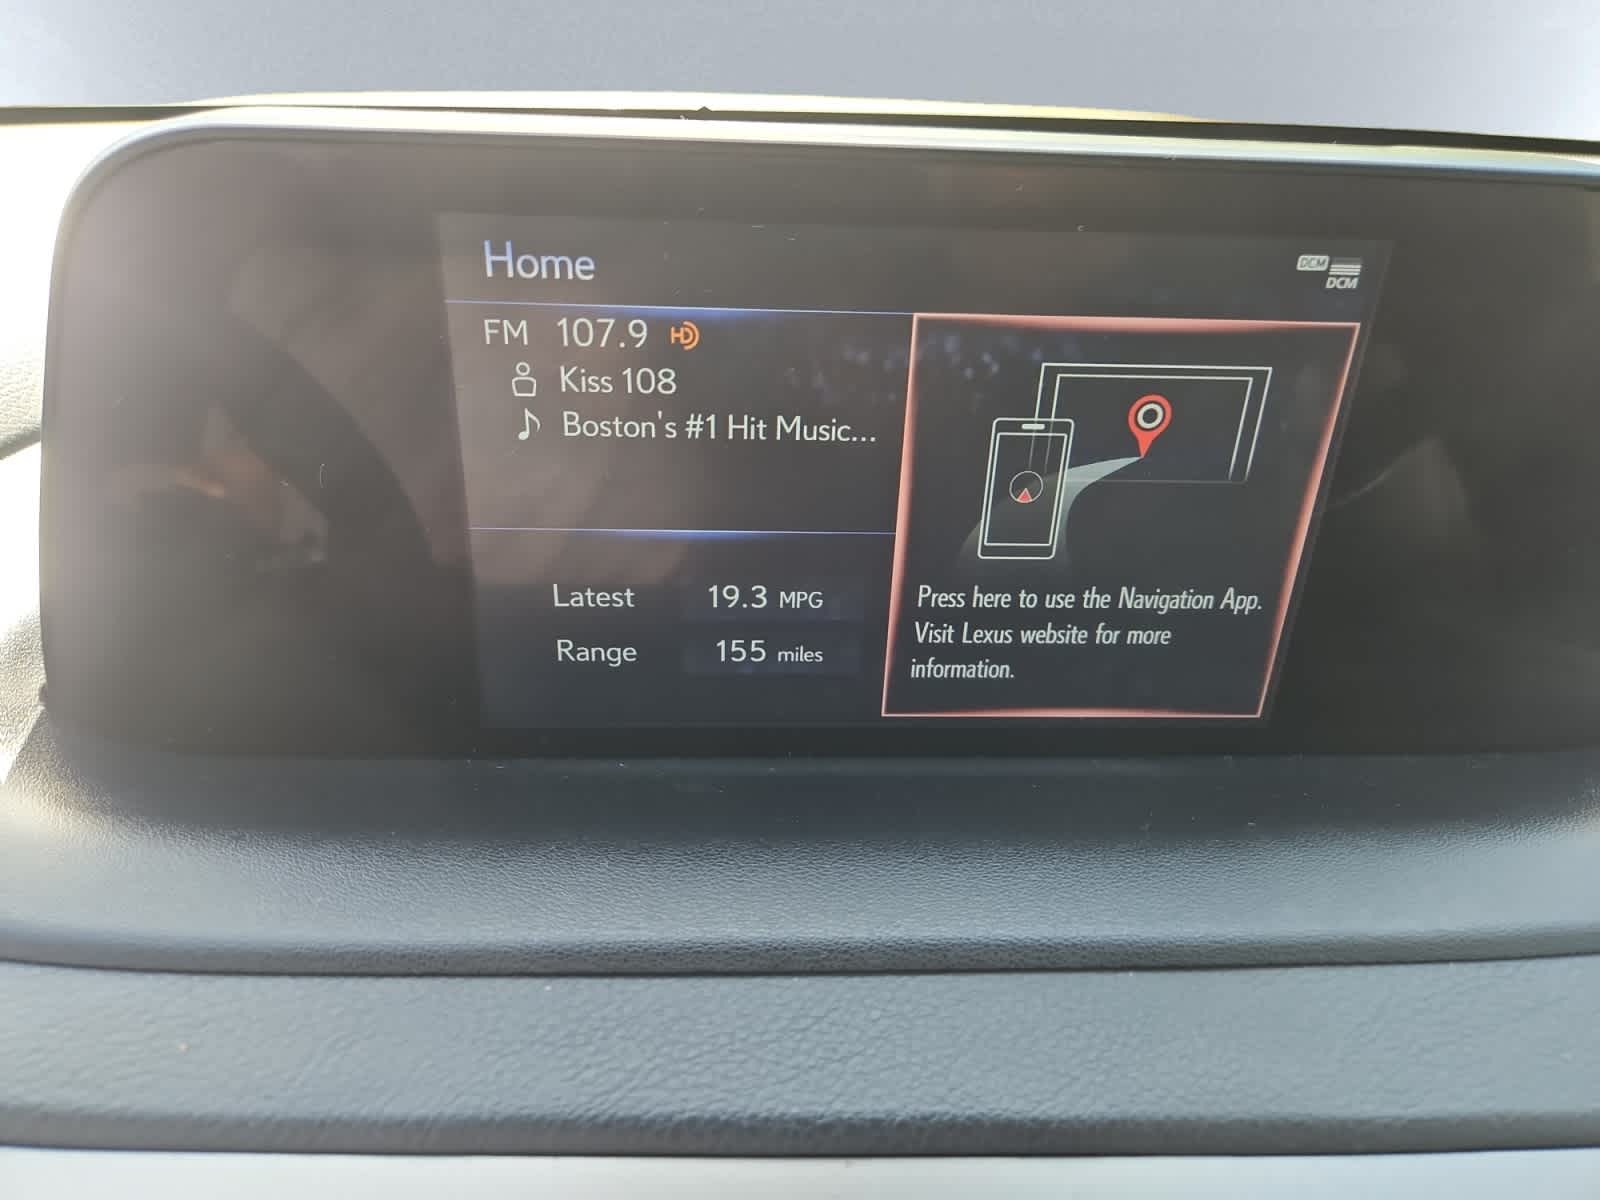 Home
DCM
DCM
FM 107.9 HD
Kiss 108
Boston's #1 Hit Music...
Latest 19.3 MPG
Range 155 miles
Press here to use the Navigation App.
Visit Lexus website for more
information.